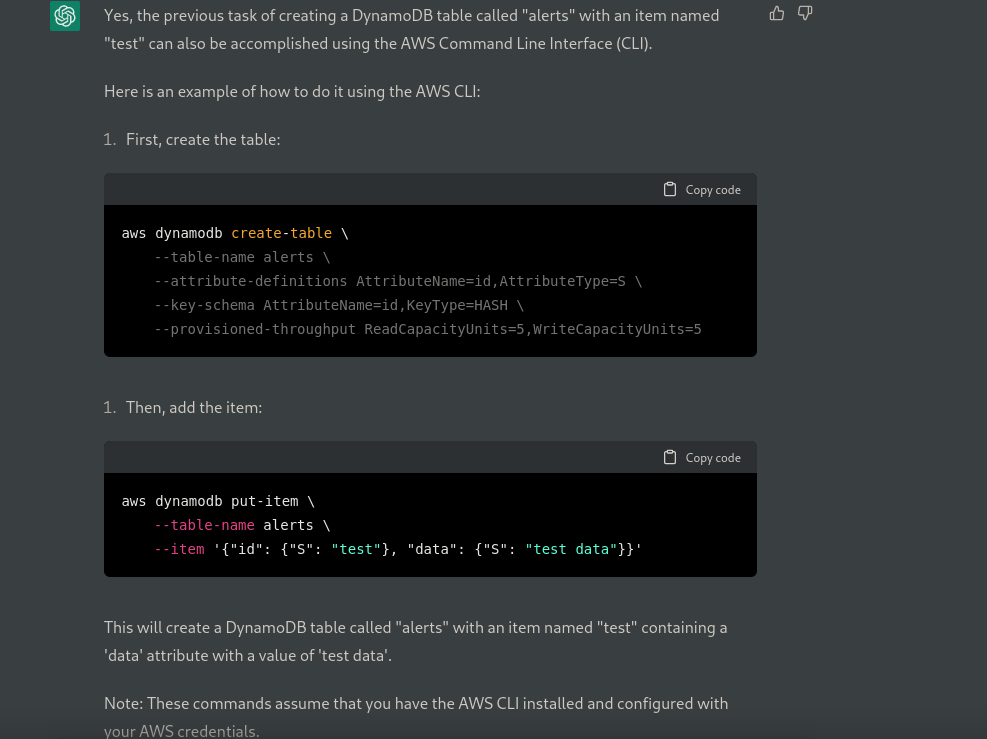 Yes, the previous task of creating a DynamoDB table called "alerts" with an item named
"test" can also be accomplished using the AWS Command Line Interface (CLI).
Here is an example of how to do it using the AWS CLI:
1. First, create the table:
Copy code
aws dynamodb create-table \
    --table-name alerts \
    --attribute-definitions AttributeName=id,AttributeType=S \
    --key-schema AttributeName=id,KeyType=HASH \
    --provisioned-throughput ReadCapacityUnits=5,WriteCapacityUnits=5
1. Then, add the item:
Copy code
aws dynamodb put-item \
    --table-name alerts \
    --item '{"id": {"S": "test"}, "data": {"S": "test data"}}'
This will create a DynamoDB table called "alerts" with an item named "test" containing a
'data' attribute with a value of 'test data'.
Note: These commands assume that you have the AWS CLI installed and configured with
your AWS credentials.